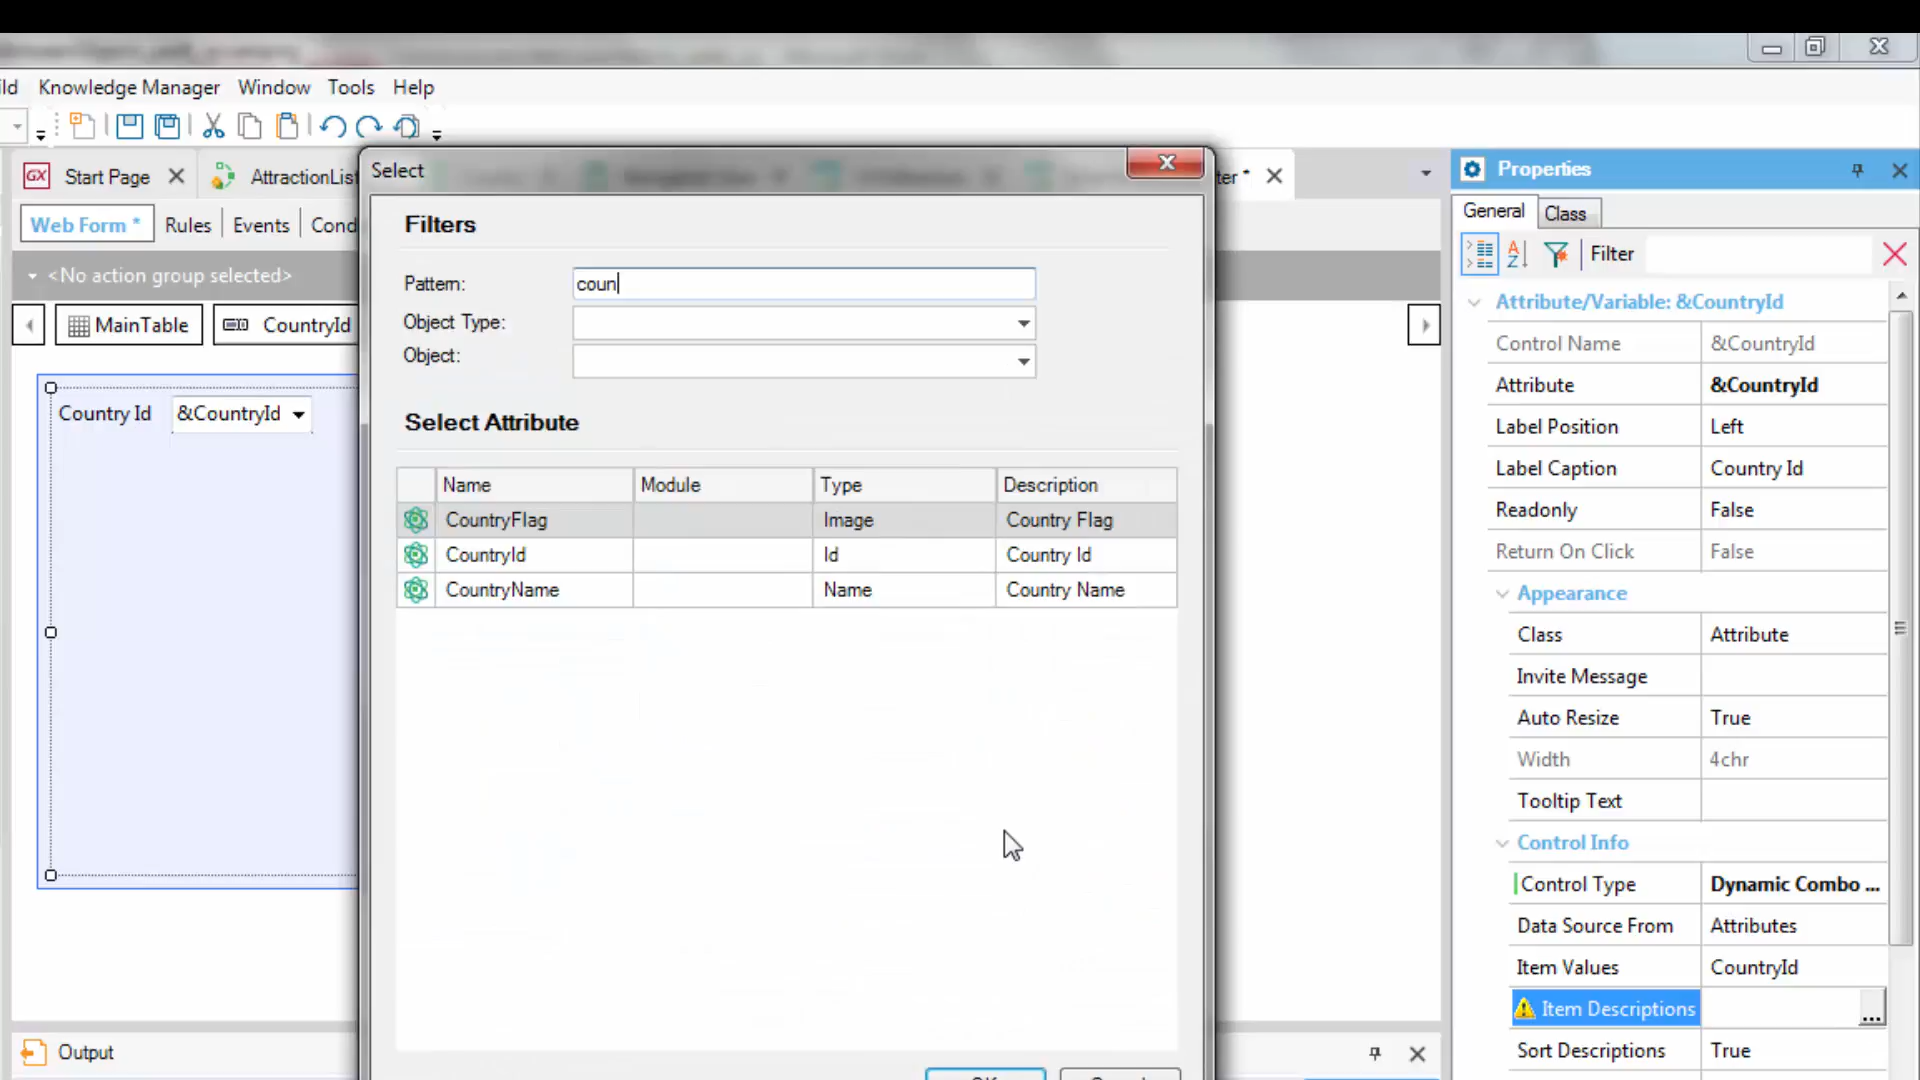 ld Knowledge Manager Window Tools Help
GX Start Page AttractionList ter *
Web Form * Rules Events Cond
<No action group selected>
MainTable CountryId
Country Id &CountryId
Output
Select
Filters
Pattern: coun
Object Type:
Object:
Select Attribute
Name Module Type Description
CountryFlag Image Country Flag
CountryId Id Country Id
CountryName Name Country Name
Properties
General Class
A Z Filter
Attribute/Variable: &CountryId
Control Name &CountryId
Attribute &CountryId
Label Position Left
Label Caption Country Id
Readonly False
Return On Click False
Appearance
Class Attribute
Invite Message
Auto Resize True
Width 4chr
Tooltip Text
Control Info
Control Type Dynamic Combo ...
Data Source From Attributes
Item Values CountryId
Item Descriptions ...
Sort Descriptions True